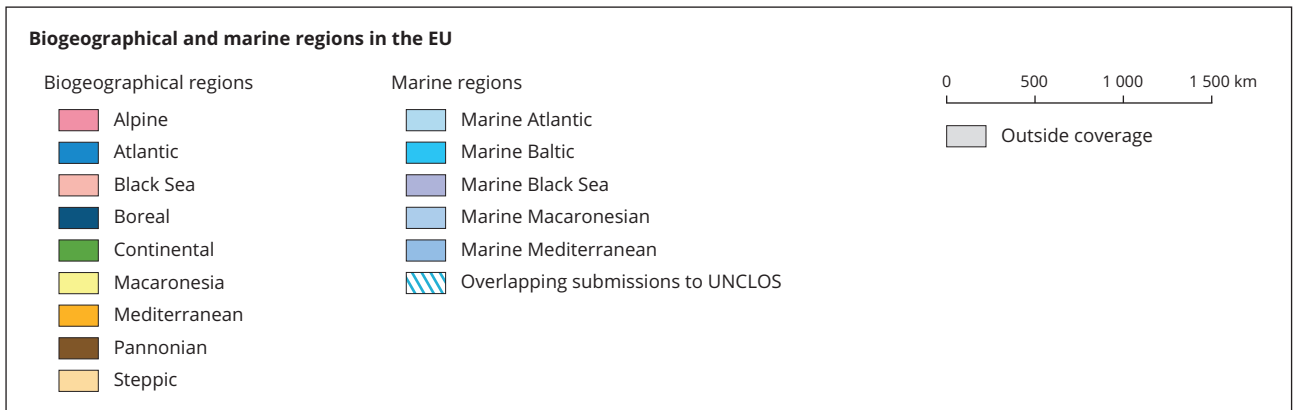 Biogeographical and marine regions in the EU
Biogeographical regions
Alpine
Atlantic
Black Sea
Boreal
Continental
Macaronesia
Mediterranean
Pannonian
Steppic
Marine regions
Marine Atlantic
Marine Baltic
Marine Black Sea
Marine Macaronesian
Marine Mediterranean
Overlapping submissions to UNCLOS
0 500 1 000 1 500 km
Outside coverage